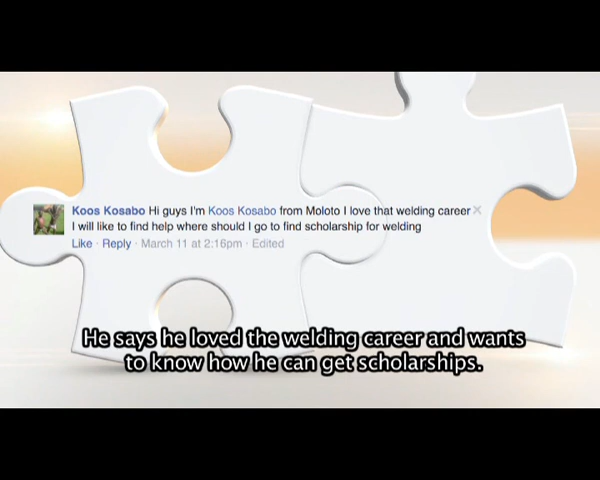 Koos Kosabo Hi guys I'm Koos Kosabo from Moloto I love that welding career
I will like to find help where should I go to find scholarship for welding
Like · Reply · March 11 at 2:16pm · Edited
He says he loved the welding career and wants
to know how he can get scholarships.